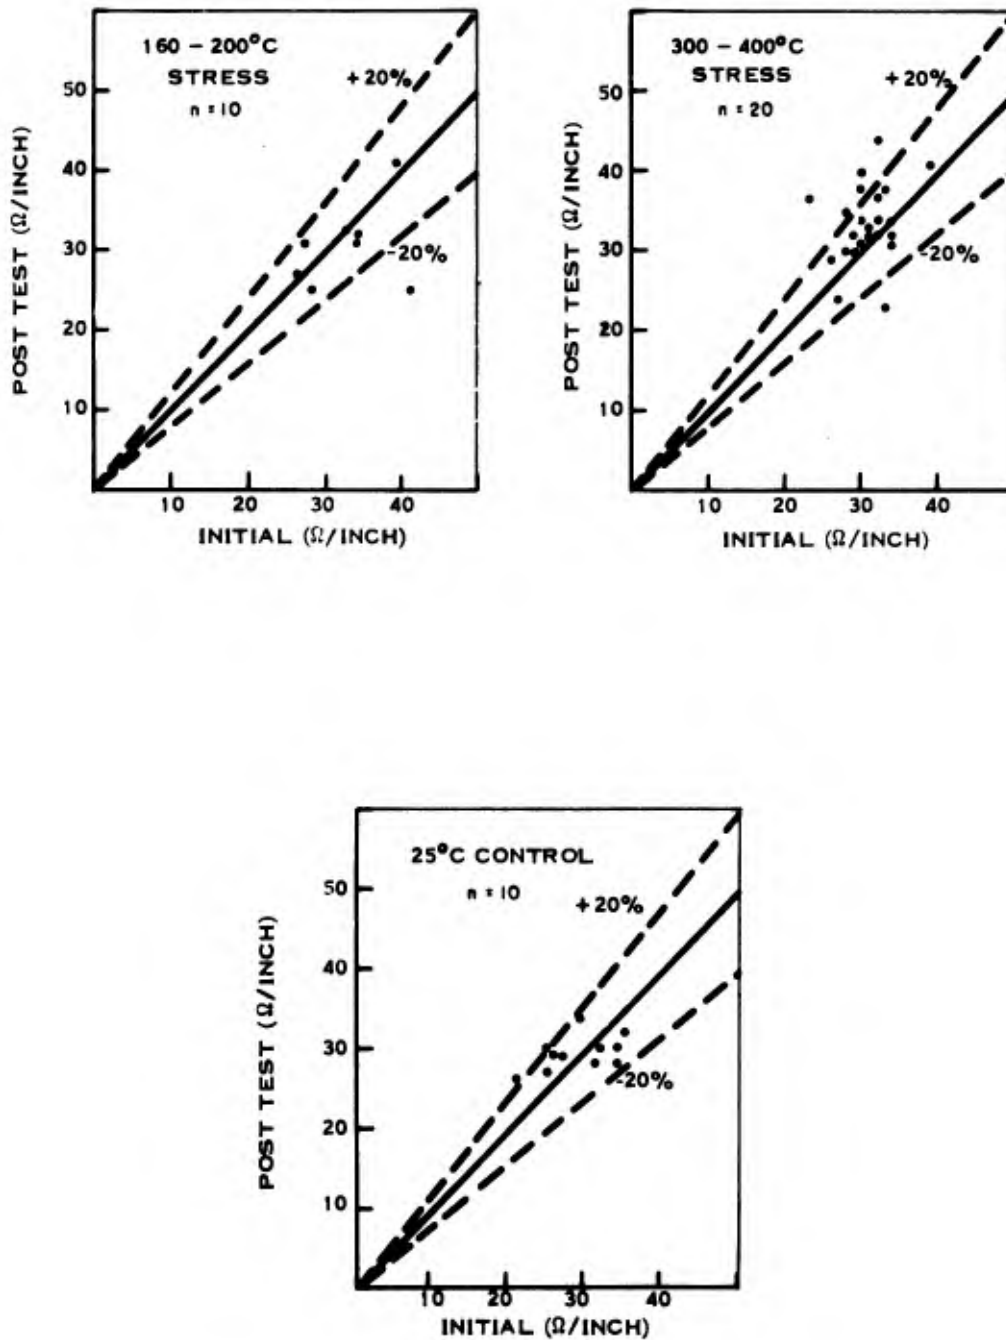 160 – 200°C
STRESS
n = 10
+20%
-20%
50
40
30
20
10
10
20
30
40
POST TEST (Ω/INCH)
INITIAL (Ω/INCH)
300 – 400°C
STRESS
n = 20
+20%
-20%
50
40
30
20
10
10
20
30
40
POST TEST (Ω/INCH)
INITIAL (Ω/INCH)
25°C CONTROL
n = 10
+20%
-20%
50
40
30
20
10
10
20
30
40
POST TEST (Ω/INCH)
INITIAL (Ω/INCH)